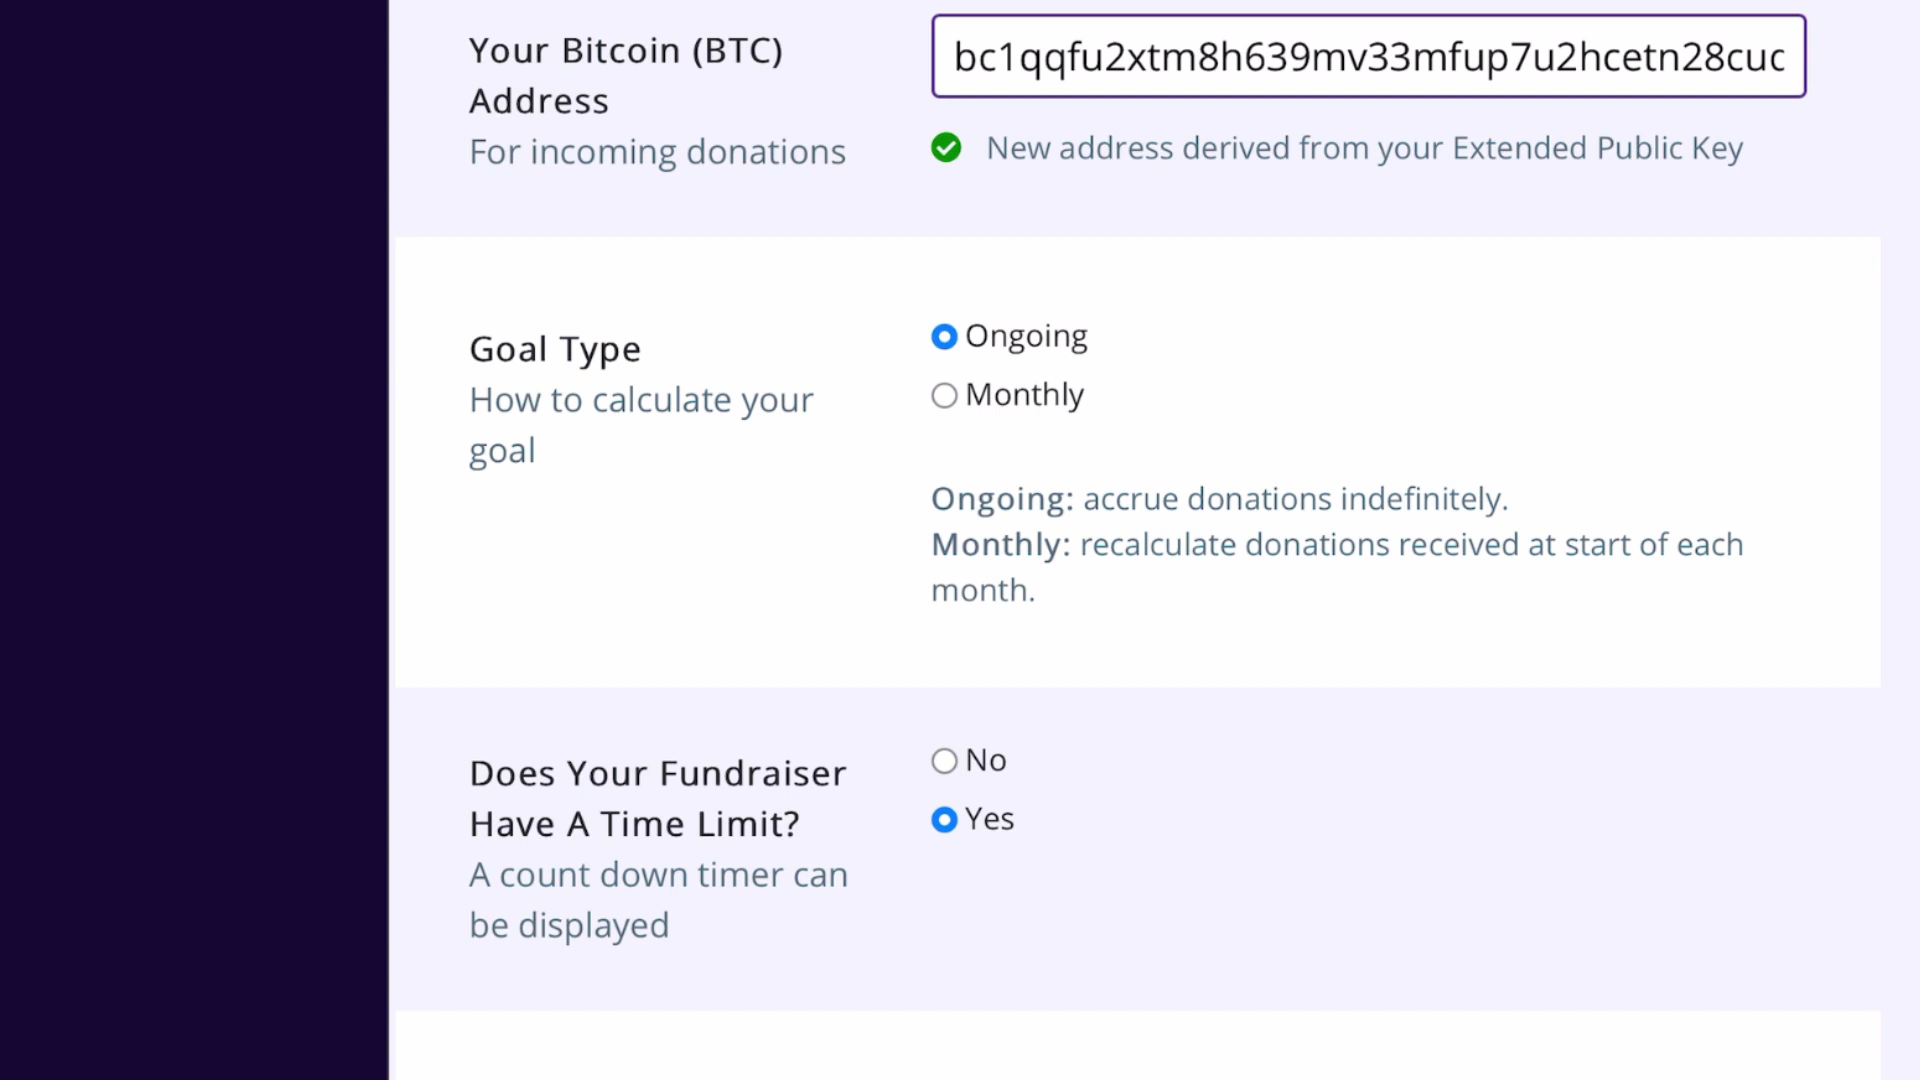 Your Bitcoin (BTC)
Address
For incoming donations
bc1qqfu2xtm8h639mv33mfup7u2hcetn28cuc
New address derived from your Extended Public Key
Goal Type
How to calculate your
goal
Ongoing
Monthly
Ongoing: accrue donations indefinitely.
Monthly: recalculate donations received at start of each
month.
Does Your Fundraiser
Have A Time Limit?
A count down timer can
be displayed
No
Yes